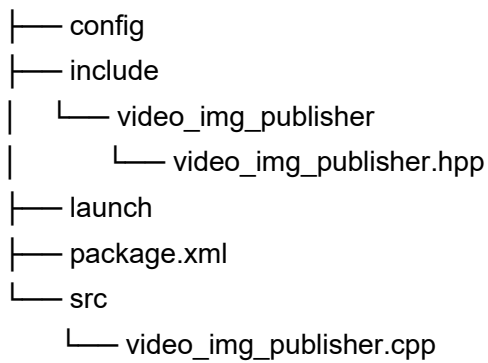 ├── config
├── include
│   └── video_img_publisher
│       └── video_img_publisher.hpp
├── launch
├── package.xml
└── src
    └── video_img_publisher.cpp